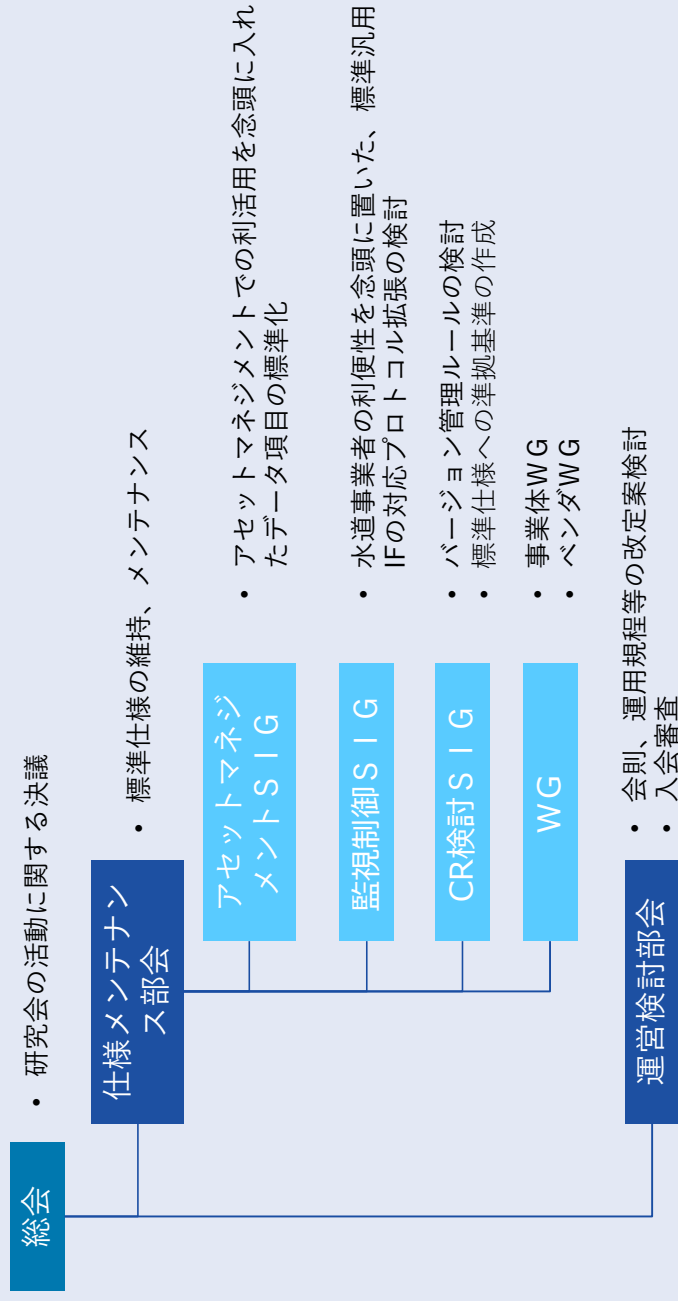 総会
• 研究会の活動に関する決議
仕様メンテナン
ス部会
• 標準仕様の維持、メンテナンス
アセットマネジ
メントSIG
• アセットマネジメントでの利活用を念頭に入れ
たデータ項目の標準化
監視制御SIG
• 水道事業者の利便性を念頭に置いた、標準汎用
IFの対応プロトコル拡張の検討
CR検討SIG
• バージョン管理ルールの検討
• 標準仕様への準拠基準の作成
WG
• 事業体WG
• ベンダWG
運営検討部会
• 会則、運用規程等の改定案検討
• 入会審査